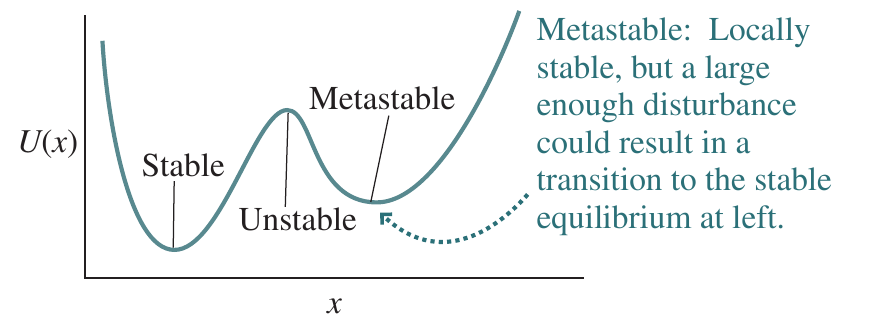 Metastable: Locally
stable, but a large
enough disturbance
could result in a
transition to the stable
equilibrium at left.
Metastable
U(x)
Stable
Unstable
x